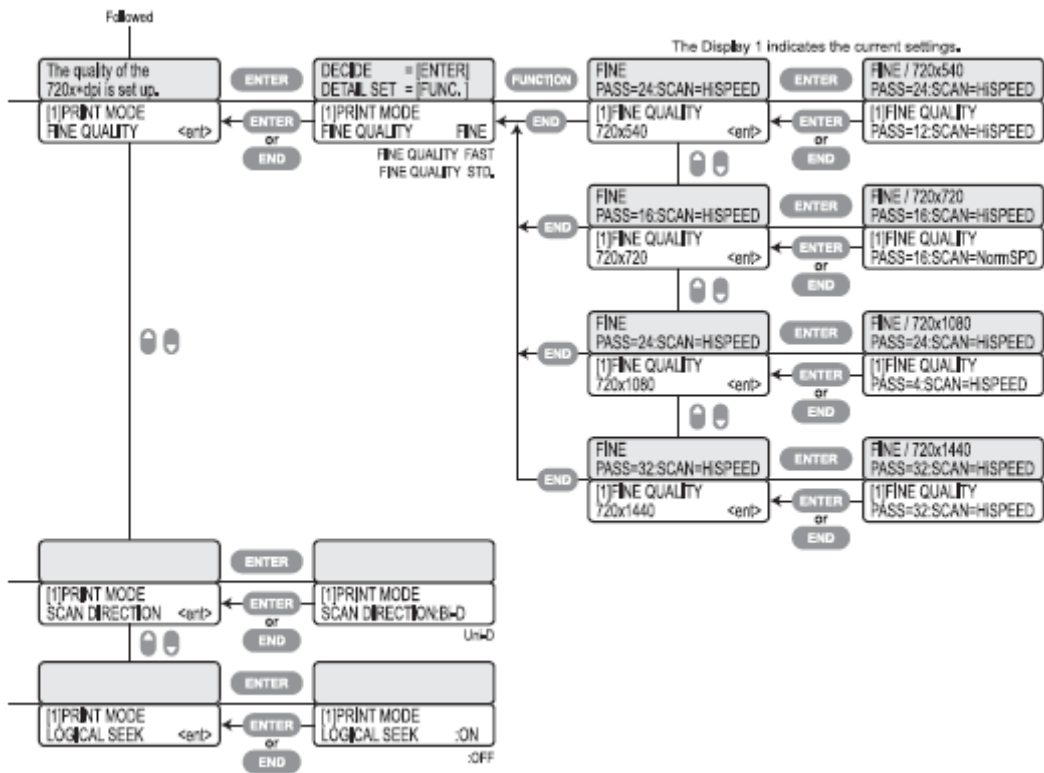 Followed
The Display 1 indicates the current settings.
The quality of the
720x*dpi is set up.
ENTER
DECIDE = [ENTER]
DETAIL SET = [FUNC.]
FUNCTION
FINE
PASS=24:SCAN=HiSPEED
ENTER
FINE / 720x540
PASS=24:SCAN=HiSPEED
[1]PRINT MODE
FINE QUALITY <ent>
ENTER
or
END
[1]PRINT MODE
FINE QUALITY FINE
FINE QUALITY FAST
FINE QUALITY STD.
END
[1]FINE QUALITY
720x540 <ent>
ENTER
or
END
[1]FINE QUALITY
PASS=12:SCAN=HiSPEED
FINE
PASS=16:SCAN=HiSPEED
ENTER
FINE / 720x720
PASS=16:SCAN=HiSPEED
END
[1]FINE QUALITY
720x720 <ent>
ENTER
or
END
[1]FINE QUALITY
PASS=16:SCAN=NormSPD
FINE
PASS=24:SCAN=HiSPEED
ENTER
FINE / 720x1080
PASS=24:SCAN=HiSPEED
END
[1]FINE QUALITY
720x1080 <ent>
ENTER
or
END
[1]FINE QUALITY
PASS=4:SCAN=HiSPEED
FINE
PASS=32:SCAN=HiSPEED
ENTER
FINE / 720x1440
PASS=32:SCAN=HiSPEED
END
[1]FINE QUALITY
720x1440 <ent>
ENTER
or
END
[1]FINE QUALITY
PASS=32:SCAN=HiSPEED
ENTER
[1]PRINT MODE
SCAN DIRECTION <ent>
ENTER
or
END
[1]PRINT MODE
SCAN DIRECTION:Bi-D
Uni-D
ENTER
[1]PRINT MODE
LOGICAL SEEK <ent>
ENTER
or
END
[1]PRINT MODE
LOGICAL SEEK :ON
:OFF